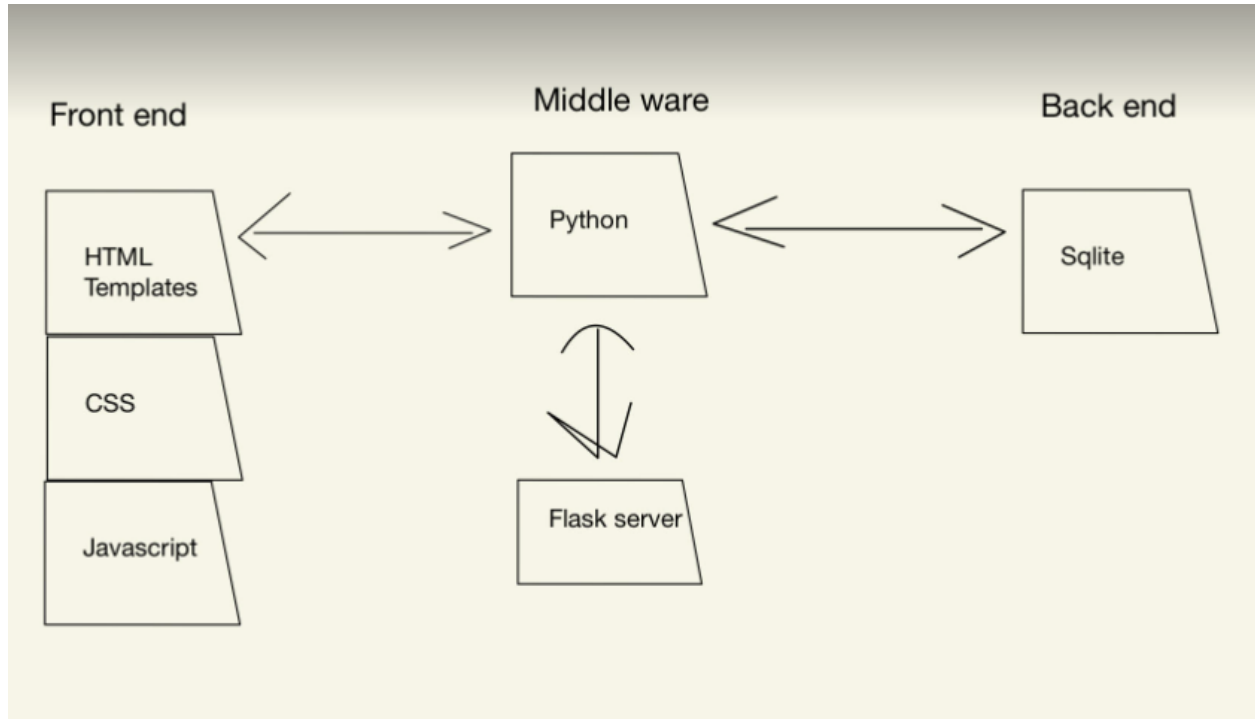 Front end
Middle ware
Back end
HTML
Templates
Python
Sqlite
CSS
Flask server
Javascript